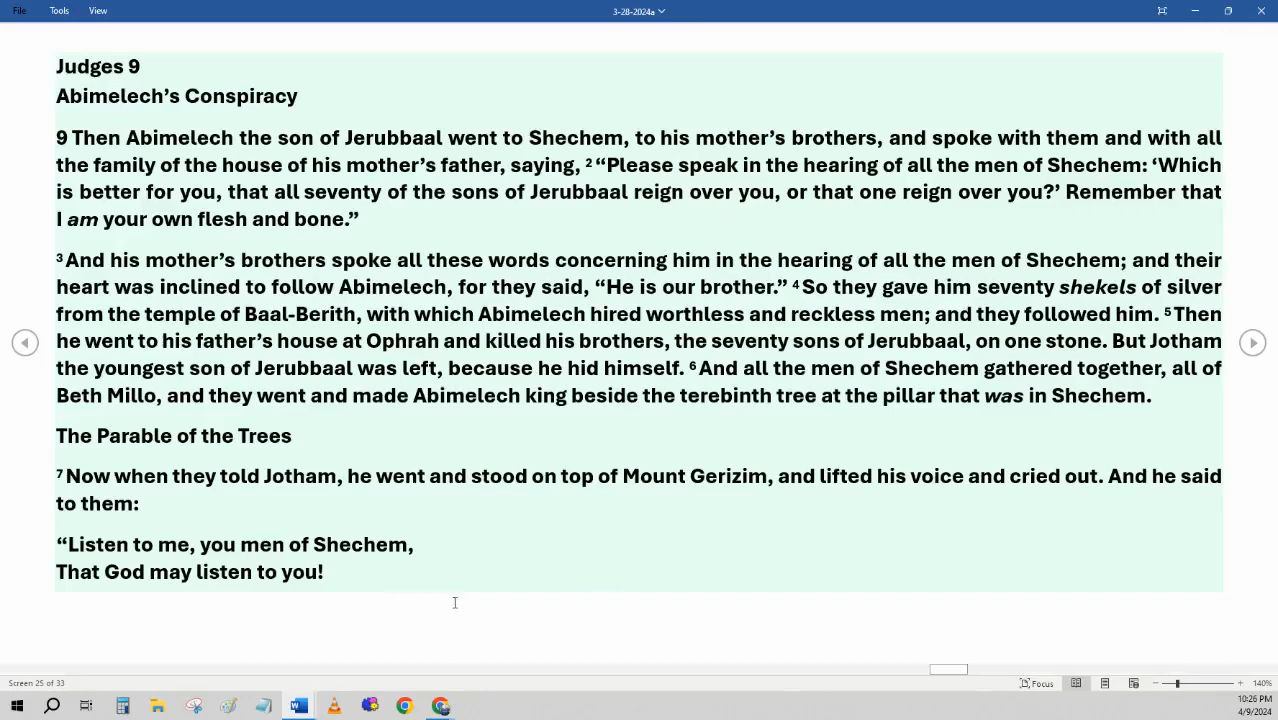 File Tools View 3-28-2024a
Judges 9
Abimelech’s Conspiracy
9 Then Abimelech the son of Jerubbaal went to Shechem, to his mother’s brothers, and spoke with them and with all
the family of the house of his mother’s father, saying, 2 “Please speak in the hearing of all the men of Shechem: ‘Which
is better for you, that all seventy of the sons of Jerubbaal reign over you, or that one reign over you?’ Remember that
I am your own flesh and bone.”
3 And his mother’s brothers spoke all these words concerning him in the hearing of all the men of Shechem; and their
heart was inclined to follow Abimelech, for they said, “He is our brother.” 4 So they gave him seventy shekels of silver
from the temple of Baal-Berith, with which Abimelech hired worthless and reckless men; and they followed him. 5 Then
he went to his father’s house at Ophrah and killed his brothers, the seventy sons of Jerubbaal, on one stone. But Jotham
the youngest son of Jerubbaal was left, because he hid himself. 6 And all the men of Shechem gathered together, all of
Beth Millo, and they went and made Abimelech king beside the terebinth tree at the pillar that was in Shechem.
The Parable of the Trees
7 Now when they told Jotham, he went and stood on top of Mount Gerizim, and lifted his voice and cried out. And he said
to them:
“Listen to me, you men of Shechem,
That God may listen to you!
Screen 25 of 33 Focus 140%
10:26 PM
4/9/2024